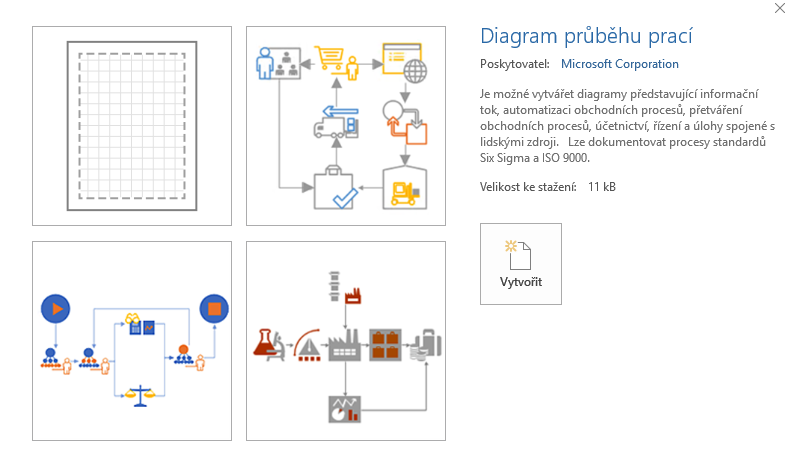 Diagram průběhu prací
Poskytovatel: Microsoft Corporation
Je možné vytvářet diagramy představující informační
tok, automatizaci obchodních procesů, přetváření
obchodních procesů, účetnictví, řízení a úlohy spojené s
lidskými zdroji. Lze dokumentovat procesy standardů
Six Sigma a ISO 9000.
Velikost ke stažení: 11 kB
Vytvořit